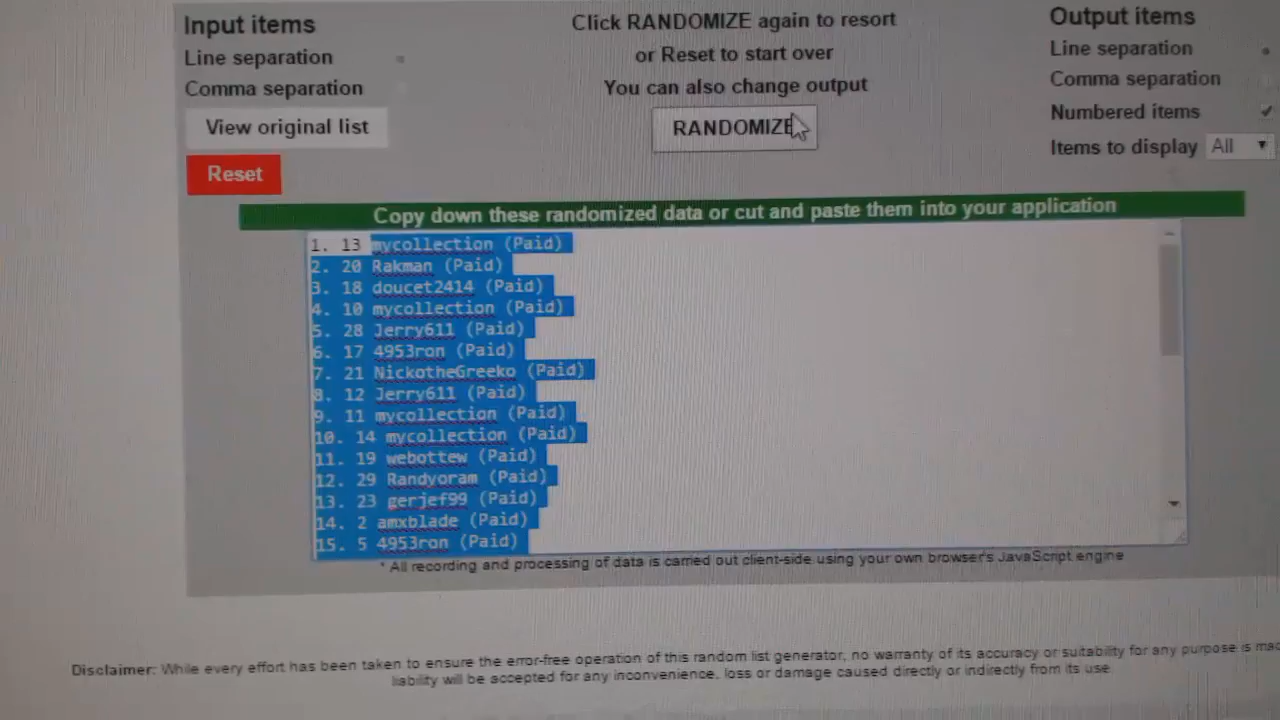 Input items
Line separation
Comma separation
View original list
Reset
Click RANDOMIZE again to resort
or Reset to start over
You can also change output
RANDOMIZE
Output items
Line separation
Comma separation
Numbered items
Items to display All
Copy down these randomized data or cut and paste them into your application
1. 13 mycollection (Paid)
2. 20 Rakman (Paid)
3. 18 doucet2414 (Paid)
4. 10 mycollection (Paid)
5. 28 Jerry611 (Paid)
6. 17 4953ron (Paid)
7. 21 NickotheGreeko (Paid)
8. 12 Jerry611 (Paid)
9. 11 mycollection (Paid)
10. 14 mycollection (Paid)
11. 19 webottew (Paid)
12. 29 Randyoram (Paid)
13. 23 gerjef99 (Paid)
14. 2 amxblade (Paid)
15. 5 4953ron (Paid)
* All recording and processing of data is carried out client-side using your own browser's JavaScript engine
Disclaimer: While every effort has been taken to ensure the error-free operation of this random list generator, no warranty of its accuracy or suitability for any purpose is
liability will be accepted for any inconvenience, loss or damage caused directly or indirectly from its use.